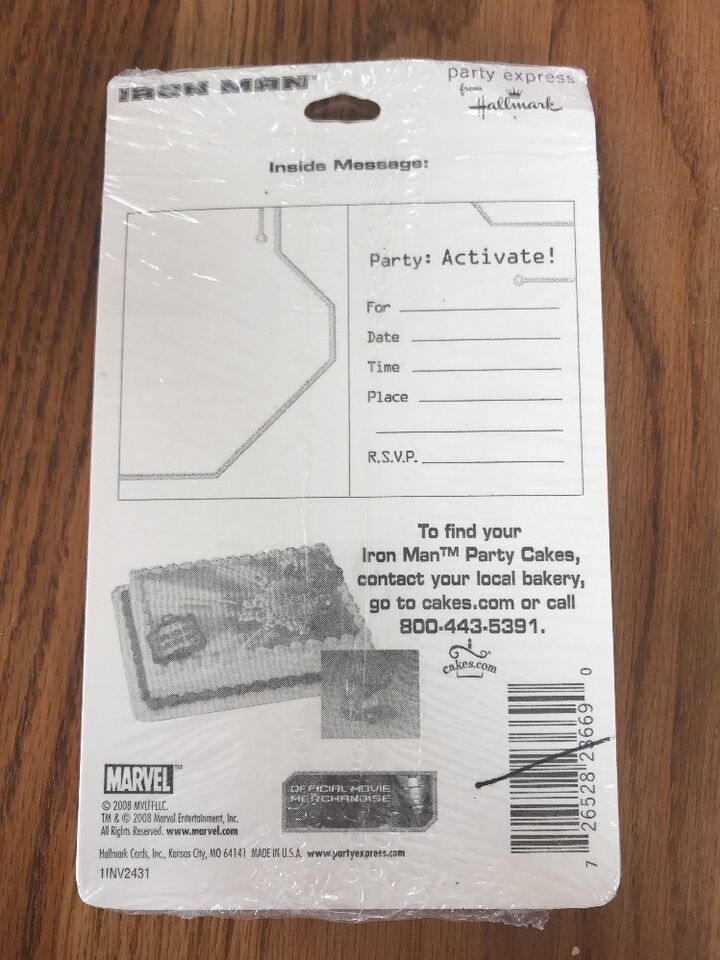 IRON MAN™
party express
from
Hallmark
Inside Message:
Party: Activate!
For
Date
Time
Place
R.S.V.P.
To find your
Iron Man™ Party Cakes,
contact your local bakery,
go to cakes.com or call
800-443-5391.
cakes.com
MARVEL™
© 2008 MVLFFLLC.
TM & © 2008 Marvel Entertainment, Inc.
All Rights Reserved. www.marvel.com
OFFICIAL MOVIE
MERCHANDISE
Hallmark Cards, Inc., Kansas City, MO 64141 MADE IN U.S.A. www.partyexpress.com
1INV2431
7 26528 28669 0